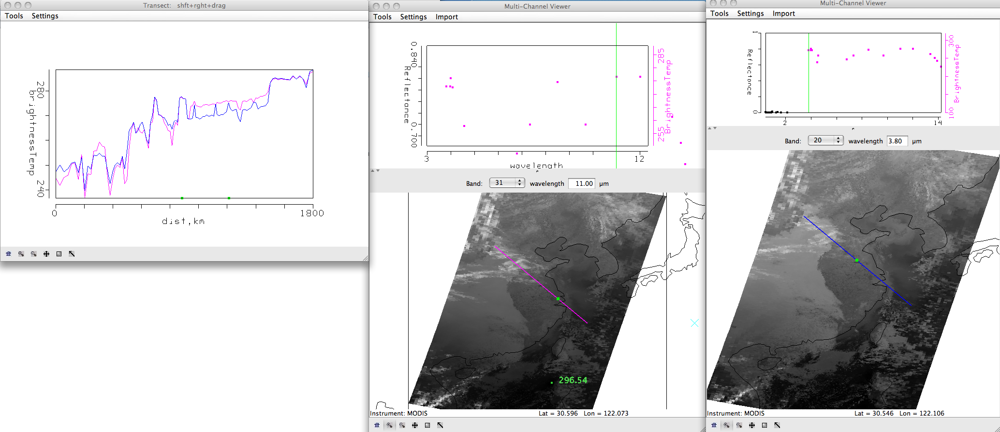 Transect: shft+rght+drag
Tools Settings
280
240
brightnessTemp
0
1800
dist,km
Multi-Channel Viewer
Tools Settings Import
0.840
0.700
Reflectance
285
255
BrightnessTemp
3
12
wavelength
Band: 31 wavelength 11.00 µm
296.54
Instrument: MODIS Lat = 30.596 Lon = 122.073
Multi-Channel Viewer
Tools Settings Import
1
0
Reflectance
300
100
BrightnessTemp
2
14
Band: 20 wavelength 3.80 µm
Instrument: MODIS Lat = 30.546 Lon = 122.106